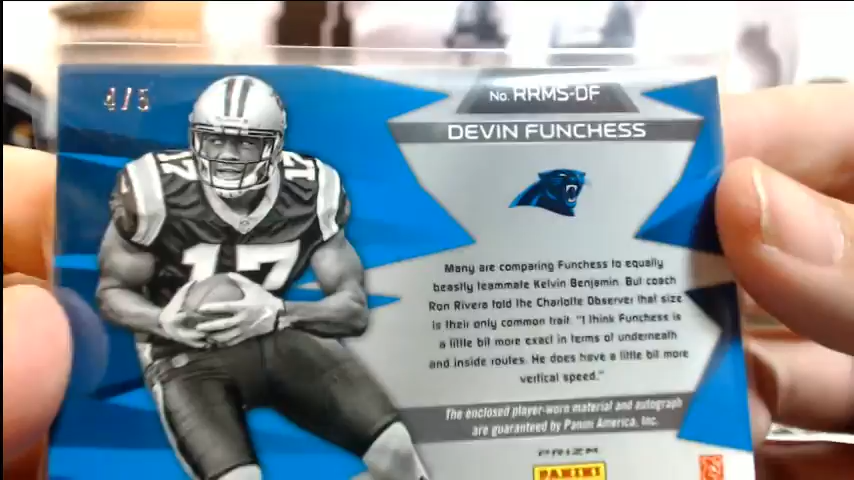 4/5
No. RRMS-DF
DEVIN FUNCHESS
17
17
17
Many are comparing Funchess to equally
beastly teammate Kelvin Benjamin. But coach
Ron Rivera told the Charlotte Observer that size
is their only common trait. "I think Funchess is
a little bit more exact in terms of underneath
and inside routes. He does have a little bit more
vertical speed."
The enclosed player-worn material and autograph
are guaranteed by Panini America, Inc.
PRIZM
PANINI